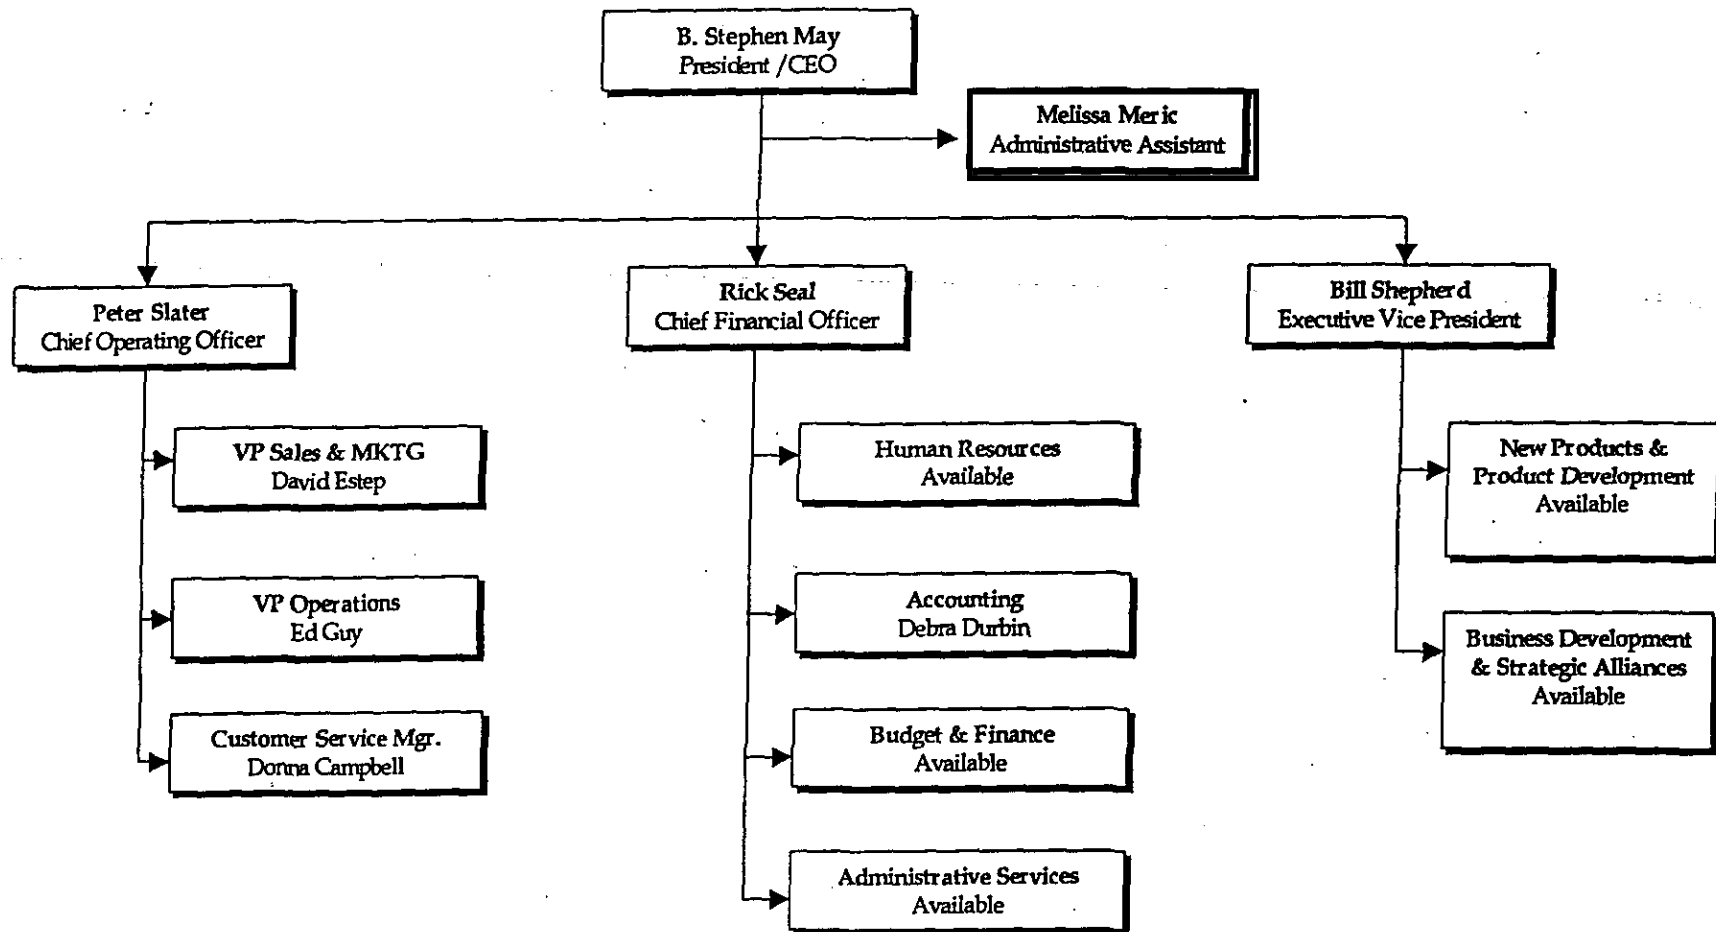 B. Stephen May
President /CEO
Melissa Meric
Administrative Assistant
Peter Slater
Chief Operating Officer
Rick Seal
Chief Financial Officer
Bill Shepherd
Executive Vice President
VP Sales & MKTG
David Estep
VP Operations
Ed Guy
Customer Service Mgr.
Donna Campbell
Human Resources
Available
Accounting
Debra Durbin
Budget & Finance
Available
Administrative Services
Available
New Products &
Product Development
Available
Business Development
& Strategic Alliances
Available